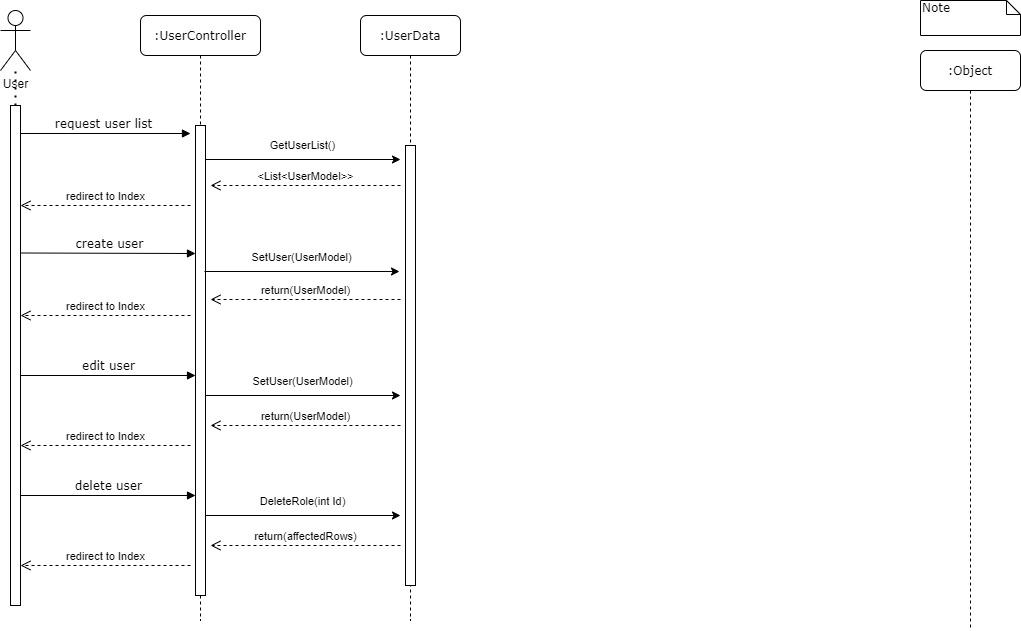 Note
:UserController
:UserData
:Object
User
request user list
GetUserList()
<List<UserModel>>
redirect to Index
create user
SetUser(UserModel)
return(UserModel)
redirect to Index
edit user
SetUser(UserModel)
return(UserModel)
redirect to Index
delete user
DeleteRole(int Id)
return(affectedRows)
redirect to Index